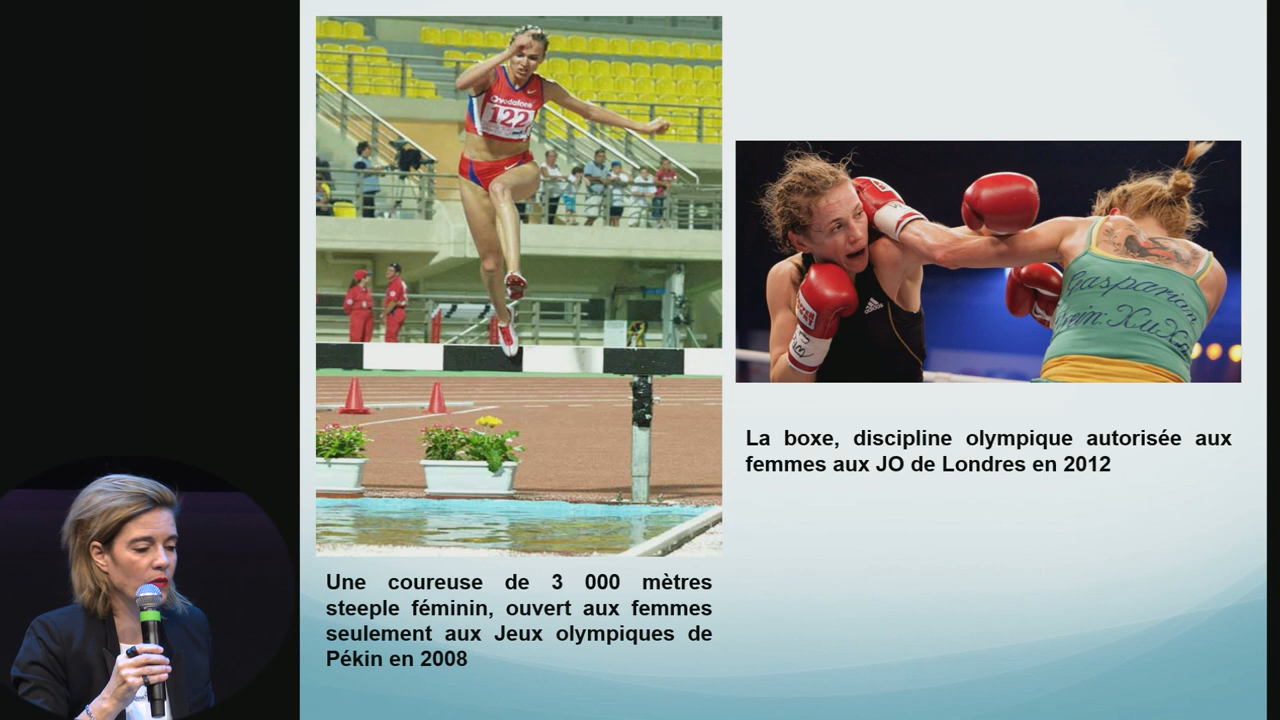 vodafone
122
Une coureuse de 3 000 mètres
steeple féminin, ouvert aux femmes
seulement aux Jeux olympiques de
Pékin en 2008
adidas
Gasparian
La boxe, discipline olympique autorisée aux
femmes aux JO de Londres en 2012